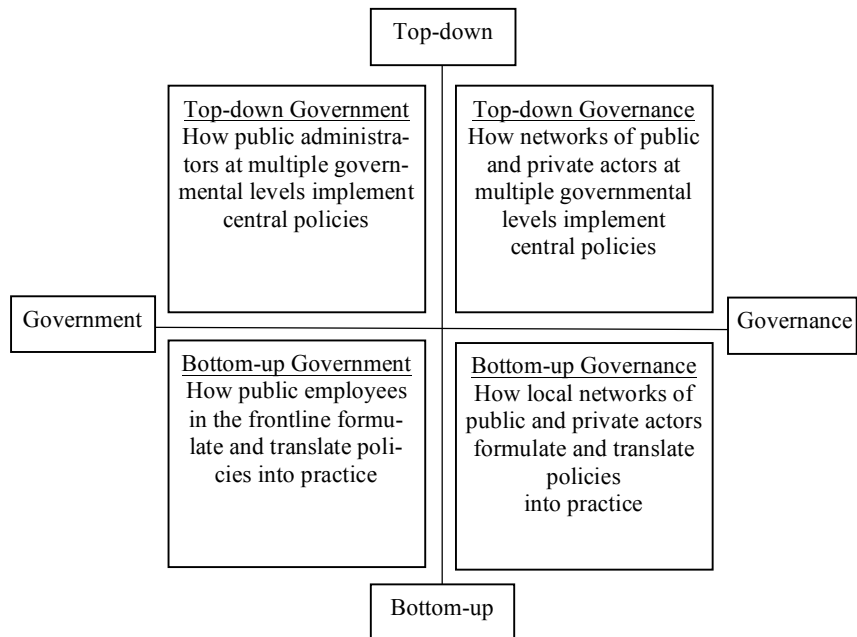 Top-down
Top-down Government
How public administra-
tors at multiple govern-
mental levels implement
central policies
Top-down Governance
How networks of public
and private actors at
multiple governmental
levels implement
central policies
Government
Governance
Bottom-up Government
How public employees
in the frontline formu-
late and translate poli-
cies into practice
Bottom-up Governance
How local networks of
public and private actors
formulate and translate
policies
into practice
Bottom-up